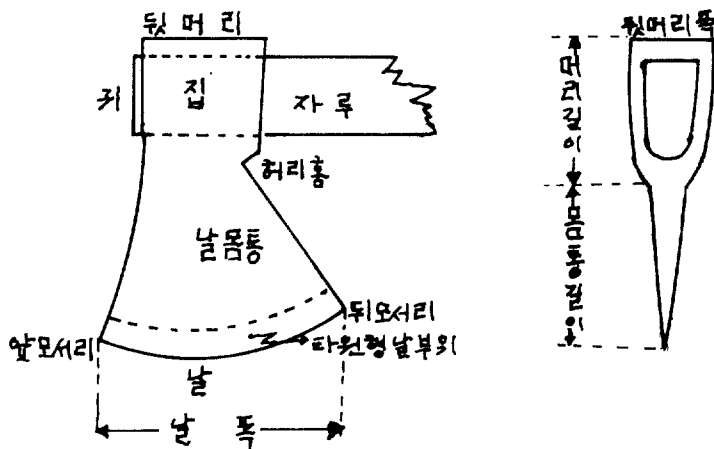 뒷머리
귀
집
자루
허리홈
날몸통
뒤모서리
앞모서리
타원형날부위
날
날 폭
뒷머리폭
머리길이
몸통길이